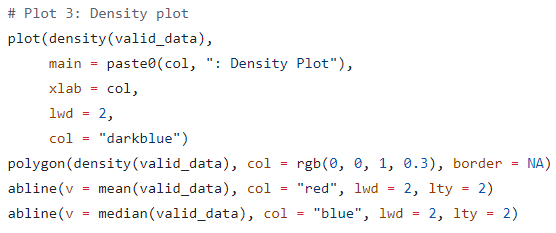 # Plot 3: Density plot
plot(density(valid_data),
     main = paste0(col, ": Density Plot"),
     xlab = col,
     lwd = 2,
     col = "darkblue")
polygon(density(valid_data), col = rgb(0, 0, 1, 0.3), border = NA)
abline(v = mean(valid_data), col = "red", lwd = 2, lty = 2)
abline(v = median(valid_data), col = "blue", lwd = 2, lty = 2)